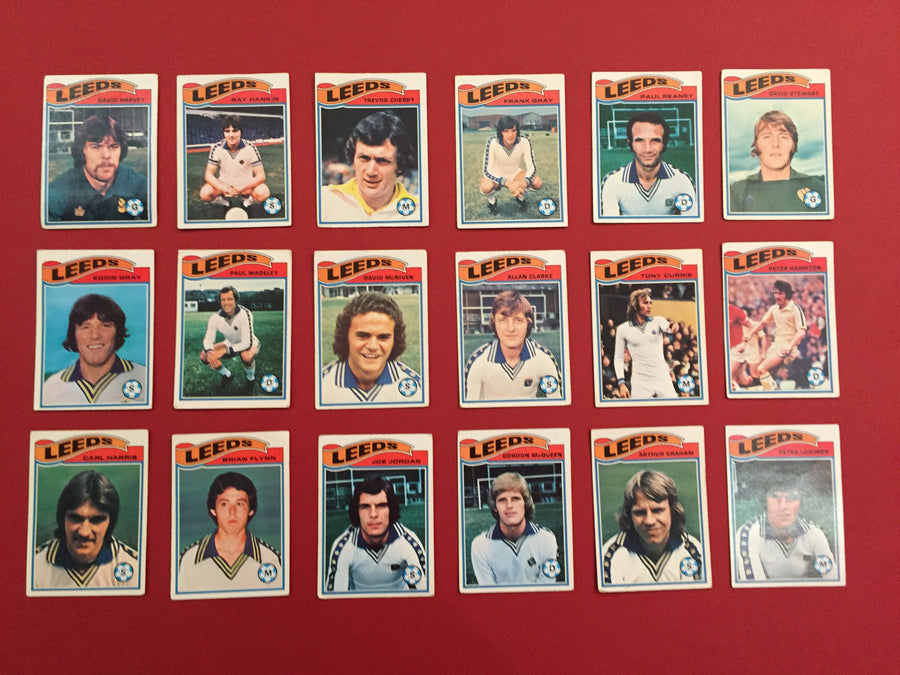 LEEDS
DAVID HARVEY
G
LEEDS
RAY HANKIN
S
LEEDS
TREVOR CHERRY
M
LEEDS
FRANK GRAY
D
LEEDS
PAUL REANEY
D
LEEDS
DAVID STEWART
G
LEEDS
EDDIE GRAY
S
LEEDS
PAUL MADELEY
D
LEEDS
DAVID McNIVEN
S
LEEDS
ALLAN CLARKE
S
LEEDS
TONY CURRIE
M
LEEDS
PETER HAMPTON
D
LEEDS
CARL HARRIS
S
LEEDS
BRIAN FLYNN
M
LEEDS
JOE JORDAN
S
LEEDS
GORDON McQUEEN
D
LEEDS
ARTHUR GRAHAM
S
LEEDS
PETER LORIMER
M